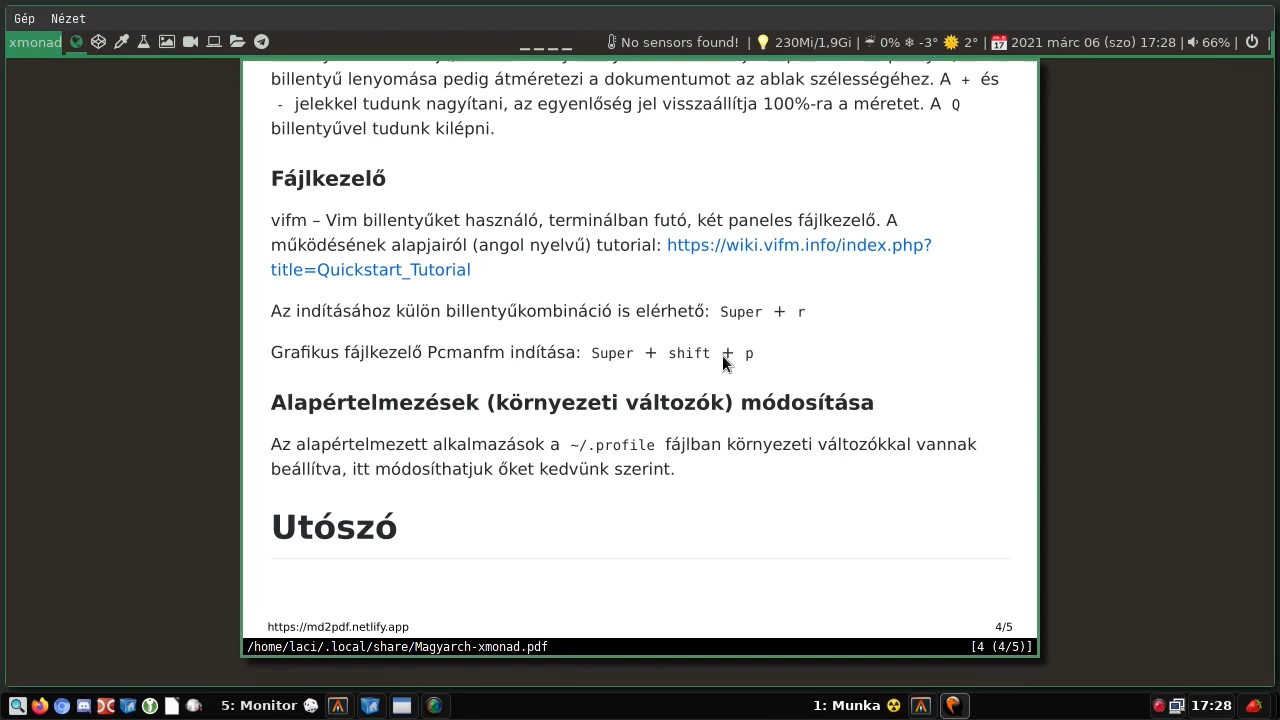 Gép Nézet
xmonad No sensors found! | 230Mi/1,9Gi | 0% -3° 2° | 2021 márc 06 (szo) 17:28 | 66% |
billentyű lenyomása pedig átméretezi a dokumentumot az ablak szélességéhez. A + és
- jelekkel tudunk nagyítani, az egyenlőség jel visszaállítja 100%-ra a méretet. A Q
billentyűvel tudunk kilépni.
Fájlkezelő
vifm – Vim billentyűket használó, terminálban futó, két paneles fájlkezelő. A
működésének alapjairól (angol nyelvű) tutorial: https://wiki.vifm.info/index.php?
title=Quickstart_Tutorial
Az indításához külön billentyűkombináció is elérhető: Super + r
Grafikus fájlkezelő Pcmanfm indítása: Super + shift + p
Alapértelmezések (környezeti változók) módosítása
Az alapértelmezett alkalmazások a ~/.profile fájlban környezeti változókkal vannak
beállítva, itt módosíthatjuk őket kedvünk szerint.
Utószó
https://md2pdf.netlify.app 4/5
/home/laci/.local/share/Magyarch-xmonad.pdf [4 (4/5)]
5: Monitor 1: Munka 17:28